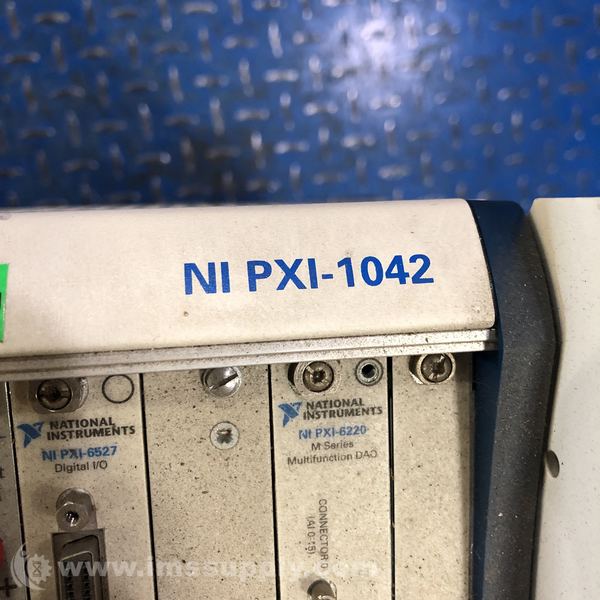 NI PXI-1042
NATIONAL
INSTRUMENTS
NI PXI-6527
Digital I/O
NATIONAL
INSTRUMENTS
NI PXI-6220
M Series
Multifunction DAQ
CONNECTOR 0
www.imssupply.com